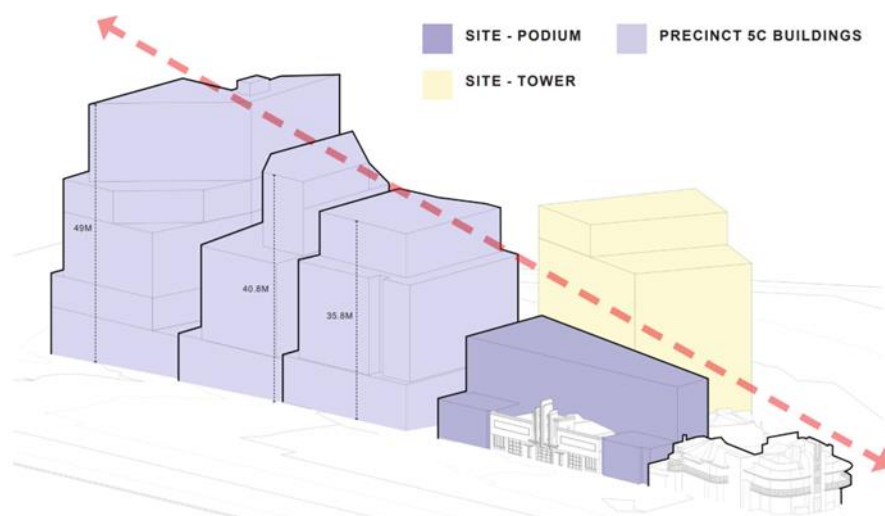 SITE - PODIUM
PRECINCT 5C BUILDINGS
SITE - TOWER
49M
40.8M
35.8M